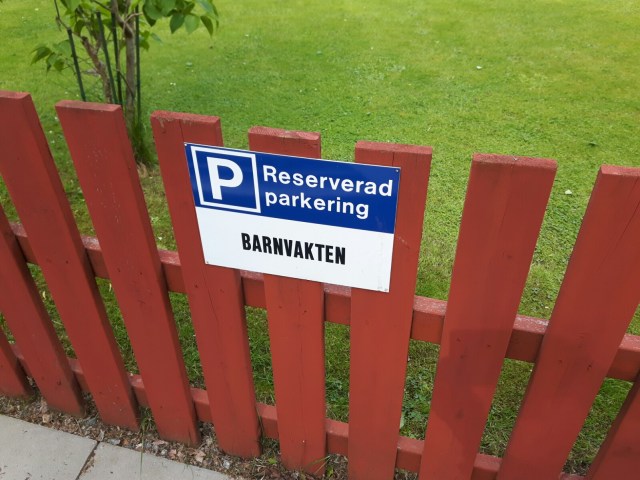 P Reserverad
parkering
BARNVAKTEN